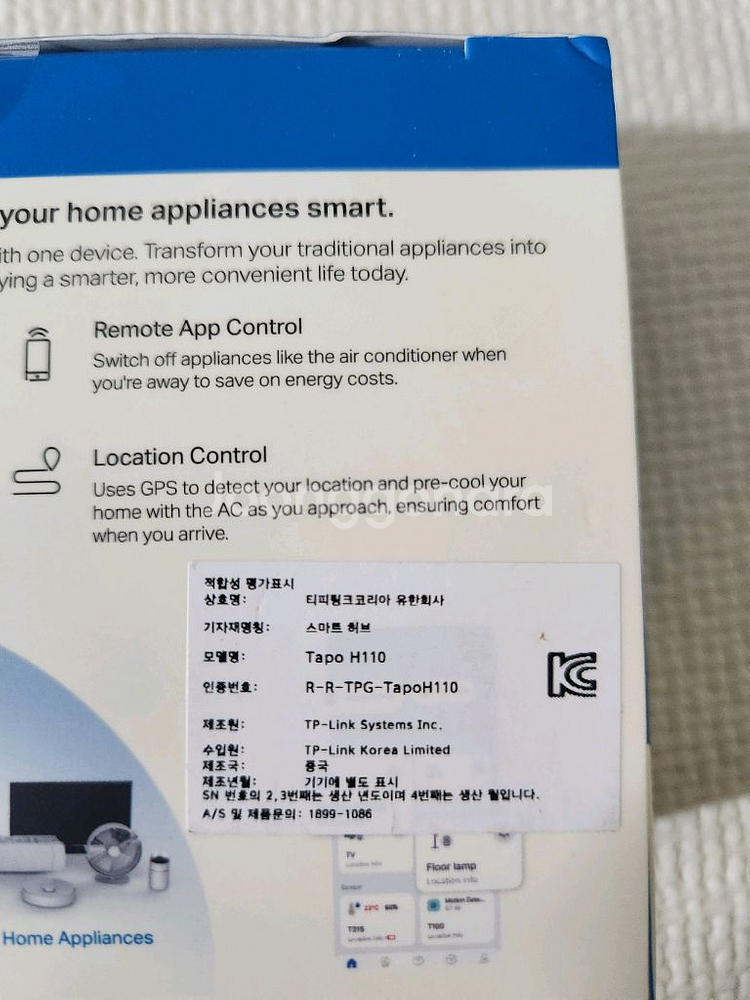 your home appliances smart.
ith one device. Transform your traditional appliances into
ying a smarter, more convenient life today.
Remote App Control
Switch off appliances like the air conditioner when
you're away to save on energy costs.
Location Control
Uses GPS to detect your location and pre-cool your
home with the AC as you approach, ensuring comfort
when you arrive.
적합성 평가표시
상호명: 티피링크코리아 유한회사
기자재명칭: 스마트 허브
모델명: Tapo H110
인증번호: R-R-TPG-TapoH110
제조원: TP-Link Systems Inc.
수입원: TP-Link Korea Limited
제조국: 중국
제조년월: 기기에 별도 표시
SN 번호의 2,3번째는 생산 년도이며 4번째는 생산 월입니다.
A/S 및 제품문의: 1899-1086
KC
TV
Floor lamp
Location info
22°C 60%
T315
T100
Home Appliances